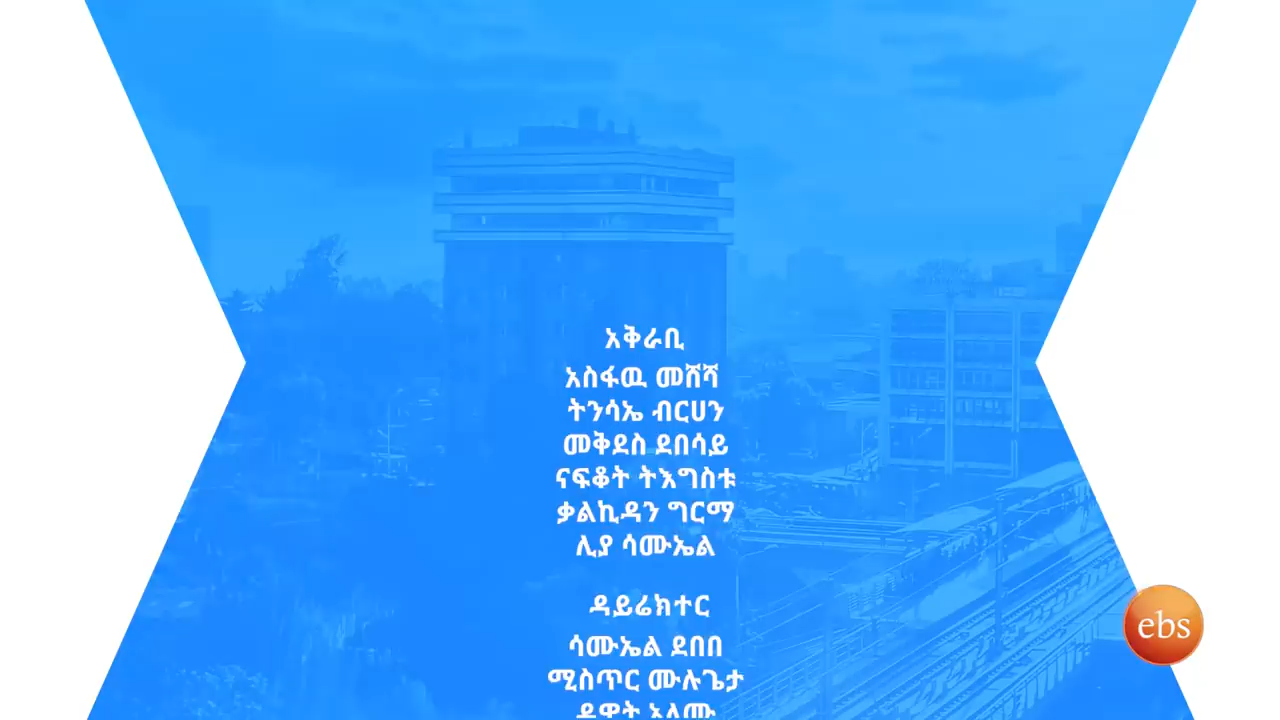 አቅራቢ
አስፋዉ መሸሻ
ትንሳኤ ብርሀን
መቅደስ ደበሳይ
ናፍቆት ትእግስቱ
ቃልኪዳን ግርማ
ሊያ ሳሙኤል
ዳይሬክተር
ሳሙኤል ደበበ
ሚስጥር ሙሉጌታ
ebs